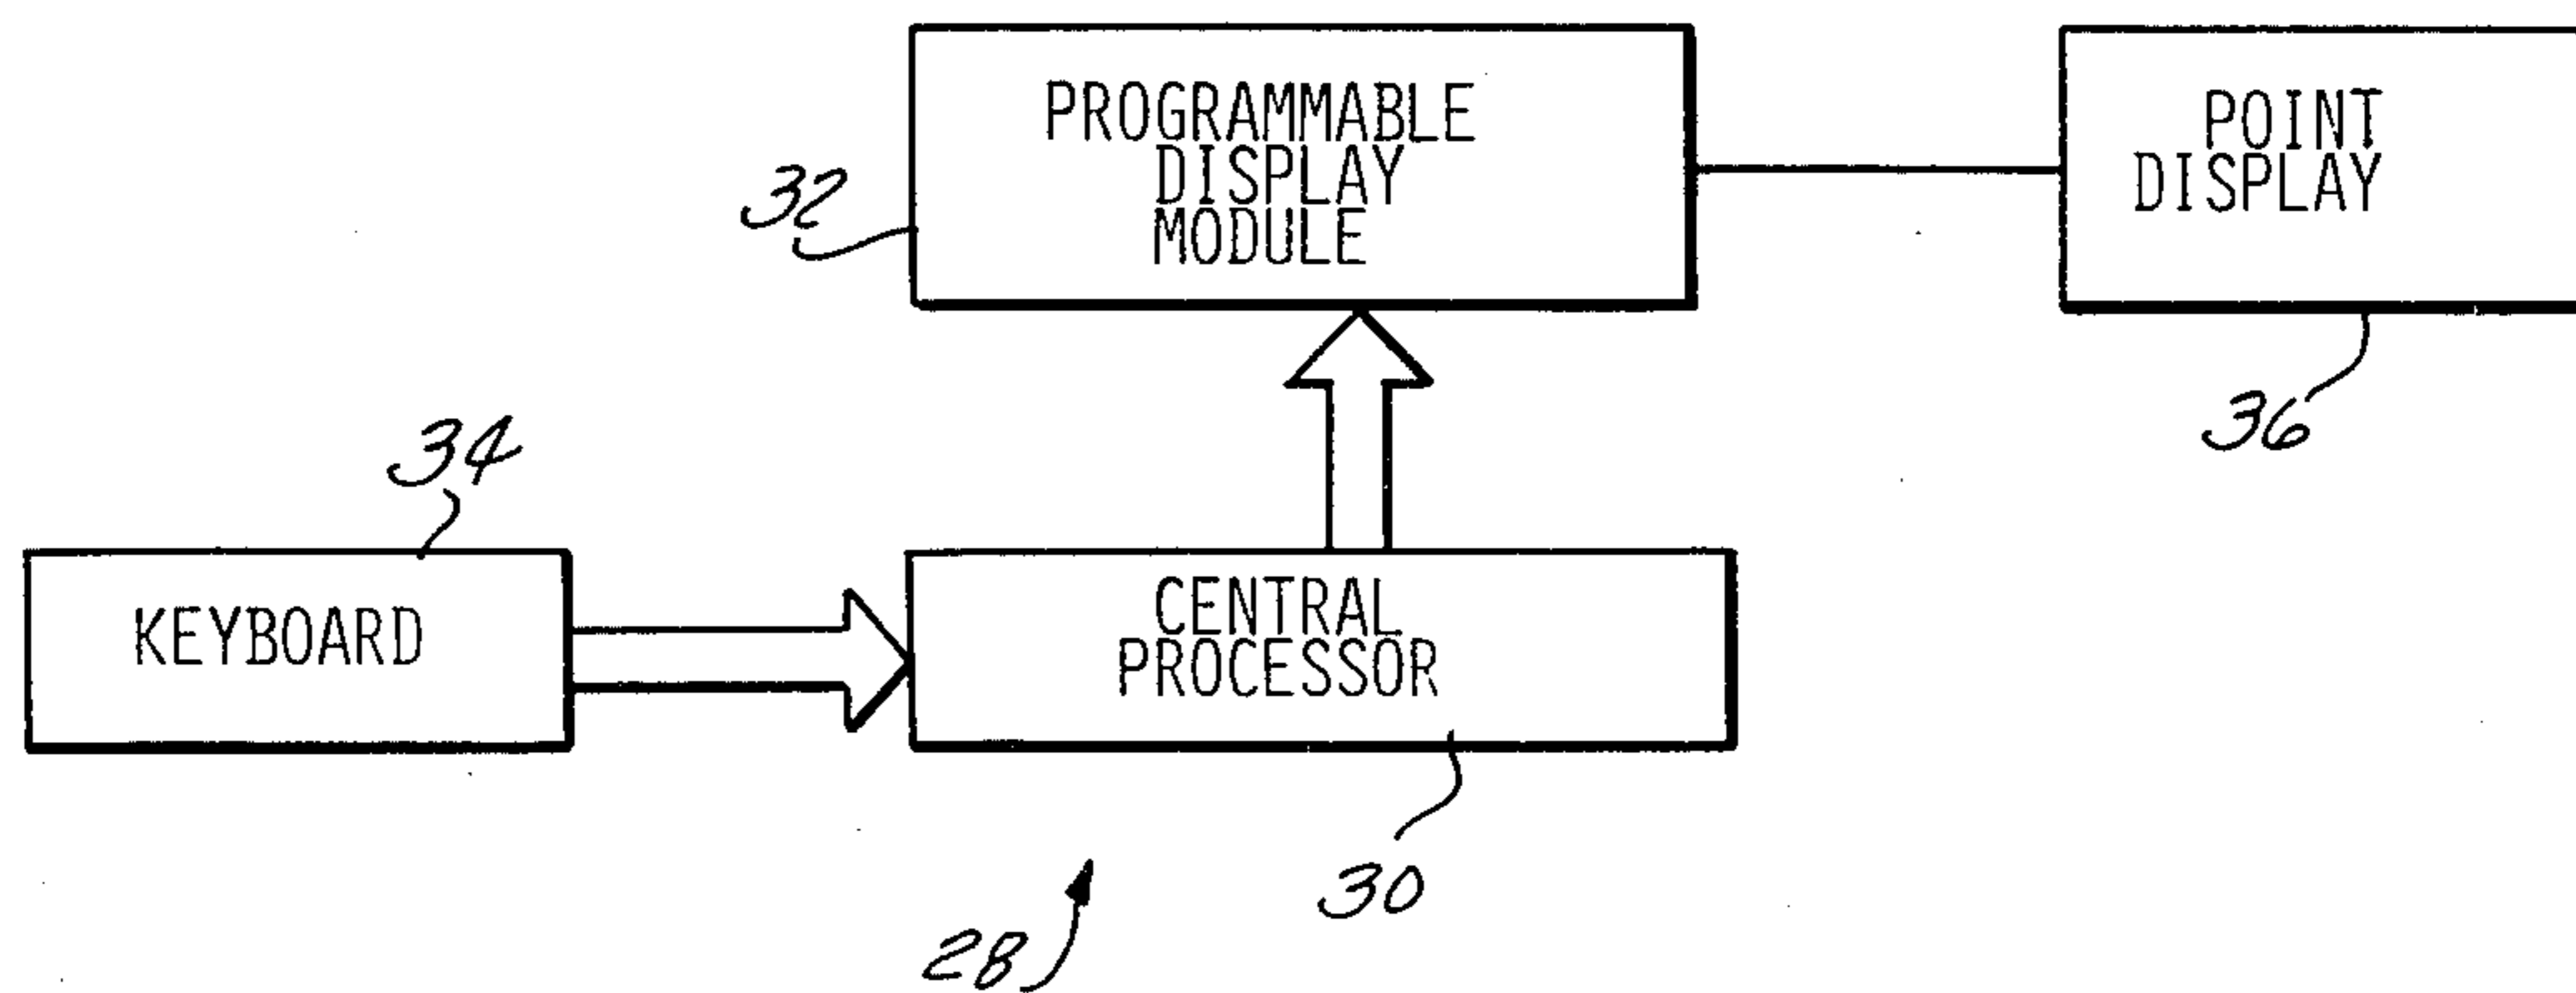 PROGRAMMABLE
DISPLAY
MODULE
32
POINT
DISPLAY
36
34
KEYBOARD
CENTRAL
PROCESSOR
30
28